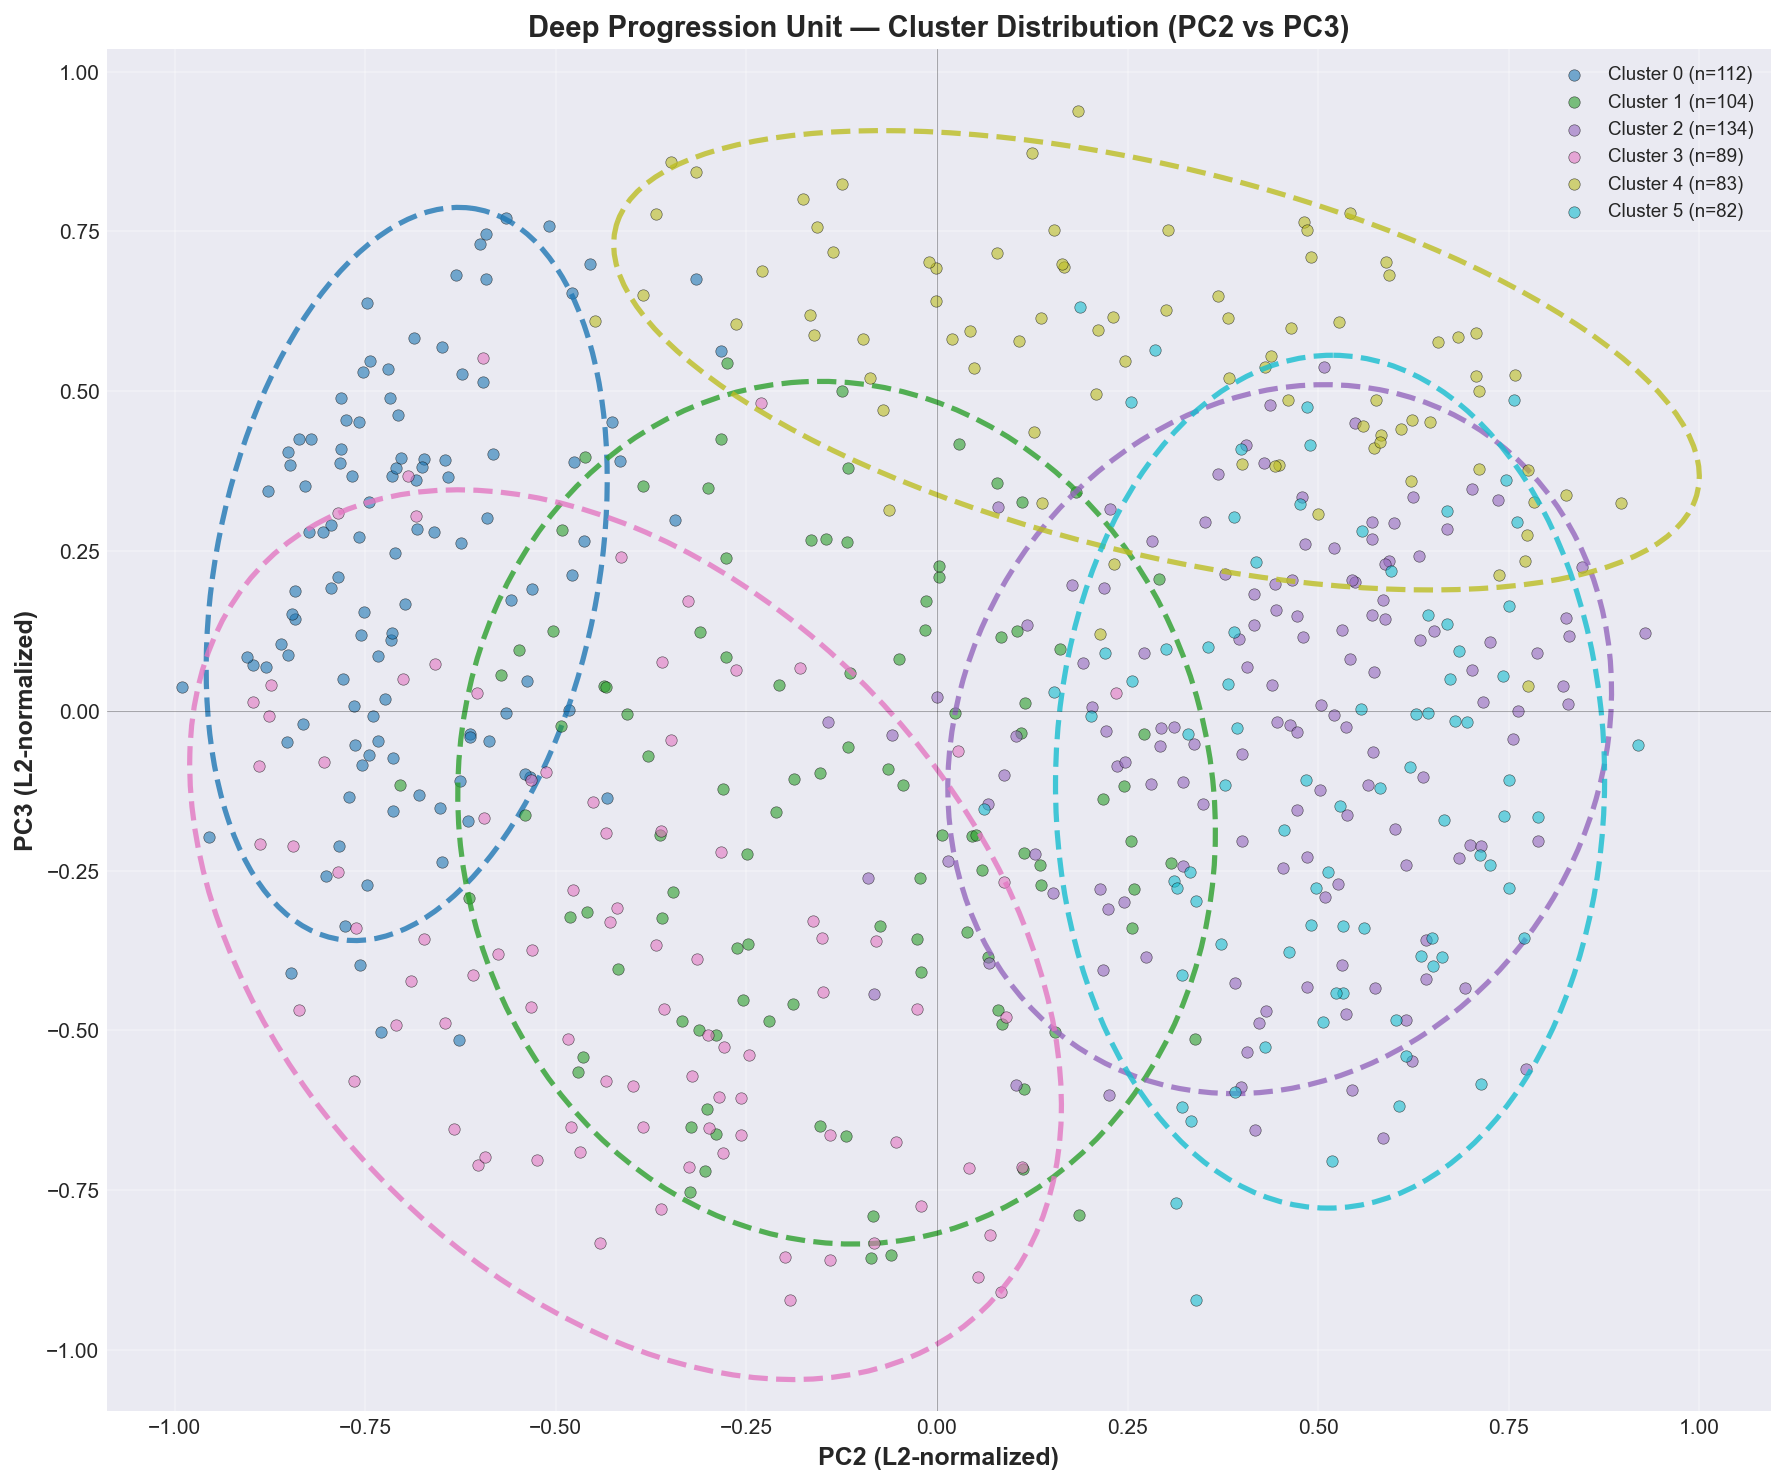 Deep Progression Unit — Cluster Distribution (PC2 vs PC3)
Cluster 0 (n=112)
Cluster 1 (n=104)
Cluster 2 (n=134)
Cluster 3 (n=89)
Cluster 4 (n=83)
Cluster 5 (n=82)
PC3 (L2-normalized)
1.00
0.75
0.50
0.25
0.00
−0.25
−0.50
−0.75
−1.00
−1.00 −0.75 −0.50 −0.25 0.00 0.25 0.50 0.75 1.00
PC2 (L2-normalized)